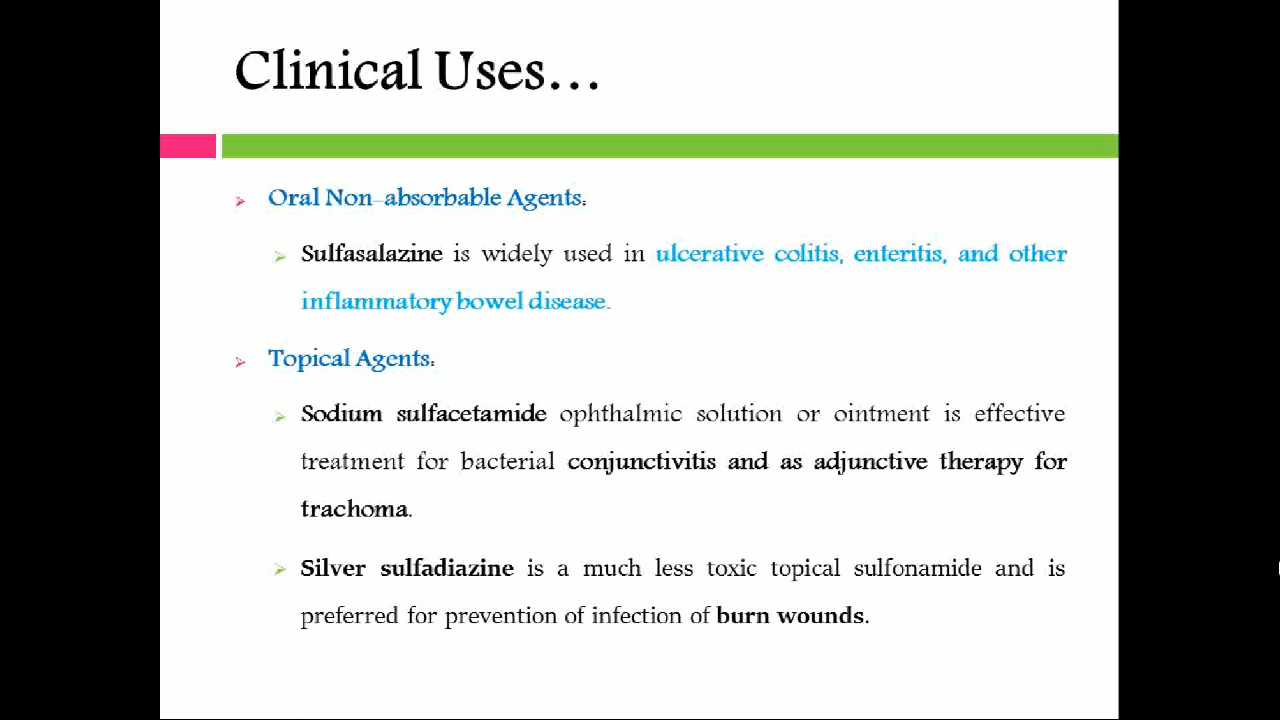 Clinical Uses...
Oral Non-absorbable Agents:
Sulfasalazine is widely used in ulcerative colitis, enteritis, and other
inflammatory bowel disease.
Topical Agents:
Sodium sulfacetamide ophthalmic solution or ointment is effective
treatment for bacterial conjunctivitis and as adjunctive therapy for
trachoma.
Silver sulfadiazine is a much less toxic topical sulfonamide and is
preferred for prevention of infection of burn wounds.